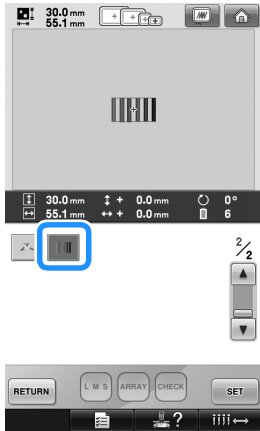 30.0 mm
55.1 mm
30.0 mm + 0.0 mm 0°
55.1 mm + 0.0 mm 6
2/2
RETURN L M S ARRAY CHECK SET
?